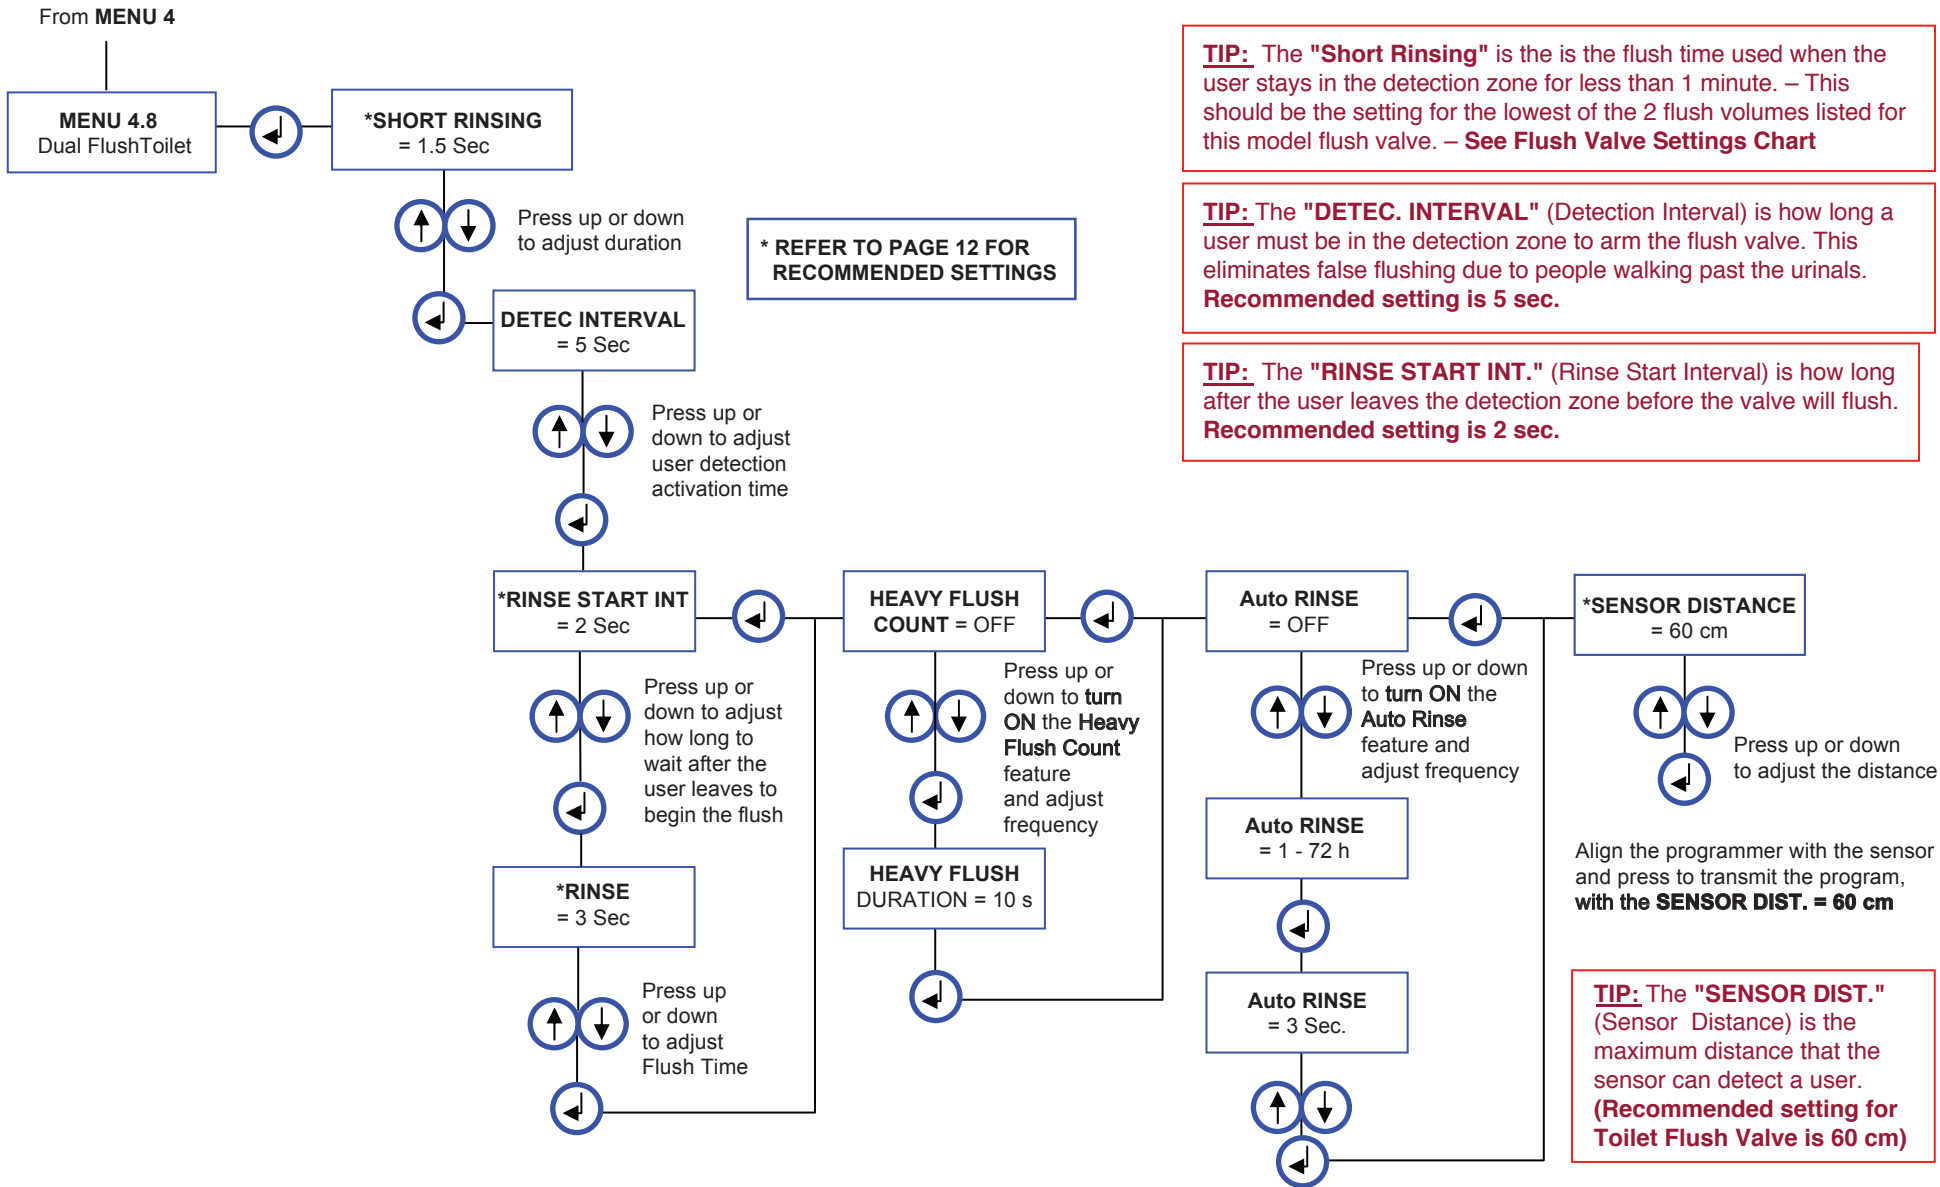 From MENU 4
MENU 4.8
Dual FlushToilet
*SHORT RINSING
= 1.5 Sec
Press up or down
to adjust duration
* REFER TO PAGE 12 FOR
RECOMMENDED SETTINGS
TIP: The "Short Rinsing" is the is the flush time used when the
user stays in the detection zone for less than 1 minute. – This
should be the setting for the lowest of the 2 flush volumes listed for
this model flush valve. – See Flush Valve Settings Chart
TIP: The "DETEC. INTERVAL" (Detection Interval) is how long a
user must be in the detection zone to arm the flush valve. This
eliminates false flushing due to people walking past the urinals.
Recommended setting is 5 sec.
TIP: The "RINSE START INT." (Rinse Start Interval) is how long
after the user leaves the detection zone before the valve will flush.
Recommended setting is 2 sec.
DETEC INTERVAL
= 5 Sec
Press up or
down to adjust
user detection
activation time
*RINSE START INT
= 2 Sec
Press up or
down to adjust
how long to
wait after the
user leaves to
begin the flush
*RINSE
= 3 Sec
Press up
or down
to adjust
Flush Time
HEAVY FLUSH
COUNT = OFF
Press up or
down to turn
ON the Heavy
Flush Count
feature
and adjust
frequency
HEAVY FLUSH
DURATION = 10 s
Auto RINSE
= OFF
Press up or down
to turn ON the
Auto Rinse
feature and
adjust frequency
Auto RINSE
= 1 - 72 h
Auto RINSE
= 3 Sec.
*SENSOR DISTANCE
= 60 cm
Press up or down
to adjust the distance
Align the programmer with the sensor
and press to transmit the program,
with the SENSOR DIST. = 60 cm
TIP: The "SENSOR DIST."
(Sensor Distance) is the
maximum distance that the
sensor can detect a user.
(Recommended setting for
Toilet Flush Valve is 60 cm)